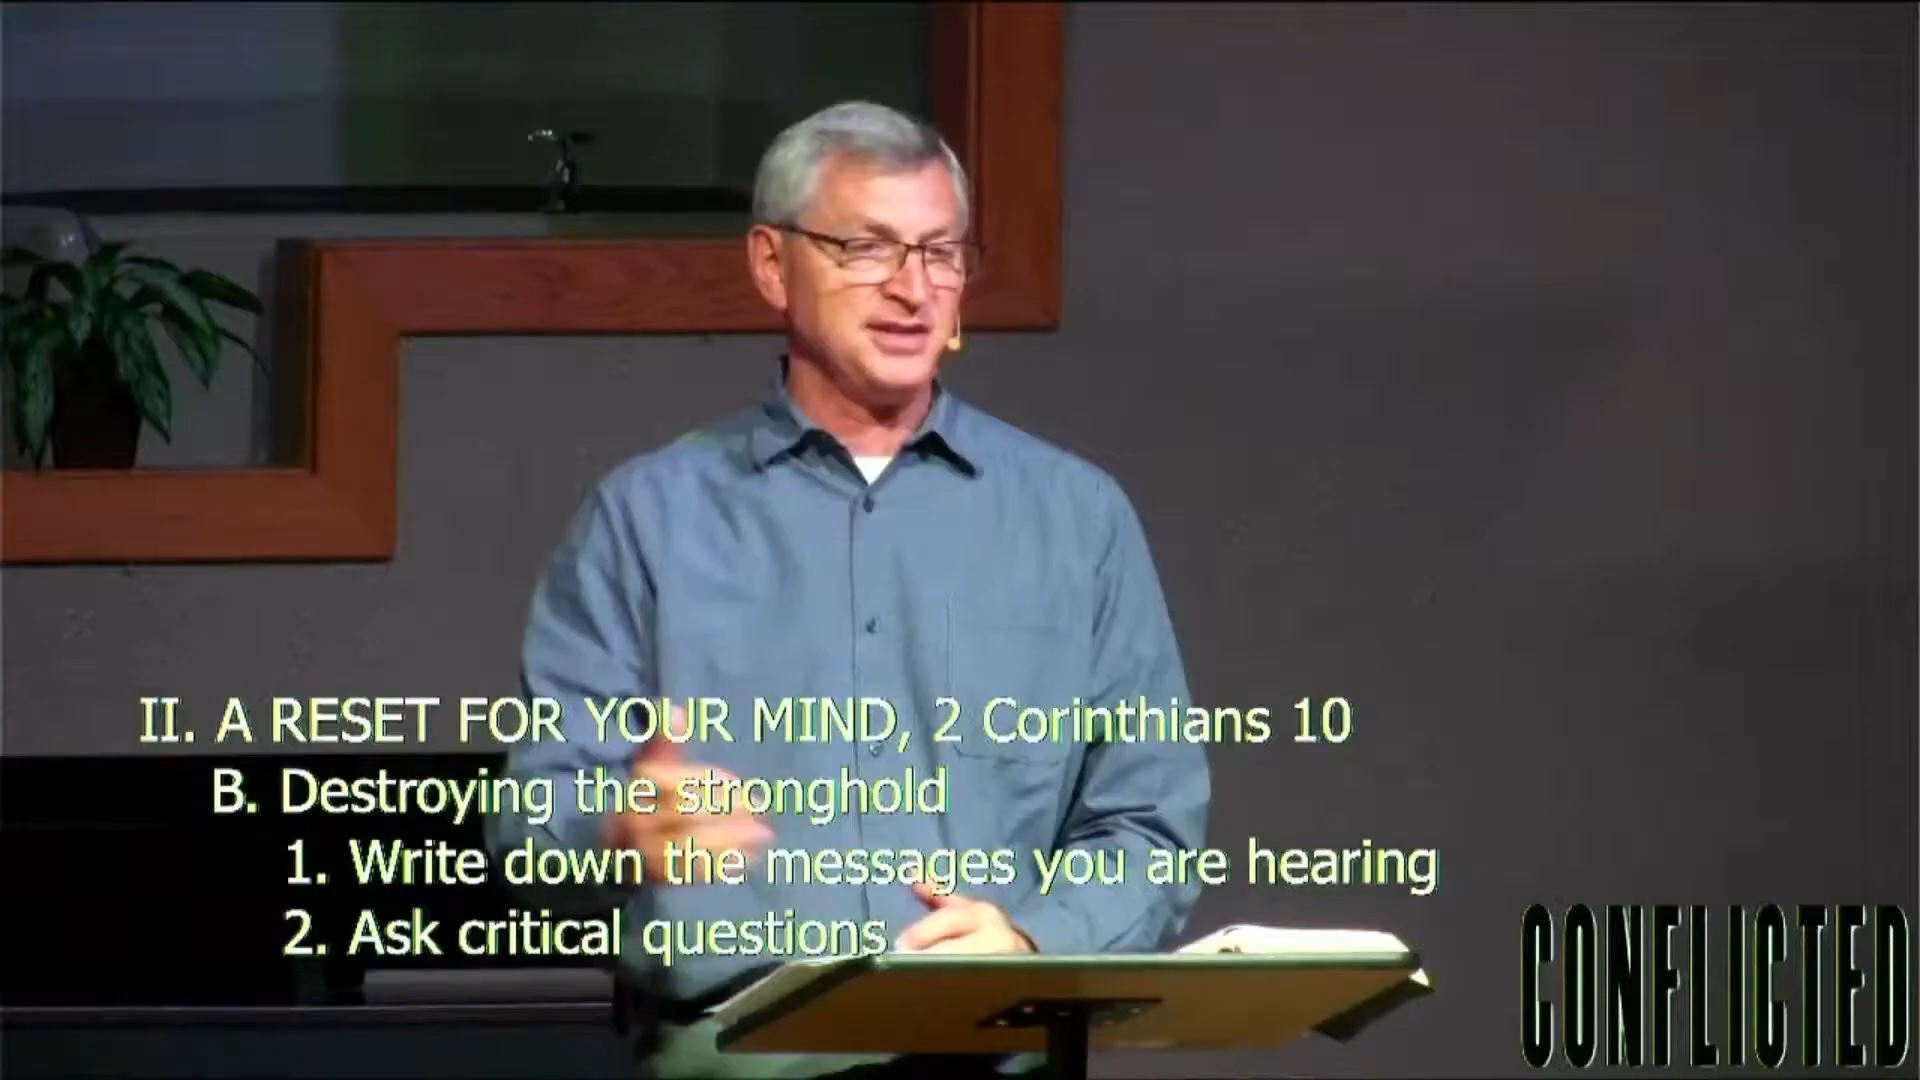 II. A RESET FOR YOUR MIND, 2 Corinthians 10
B. Destroying the stronghold
1. Write down the messages you are hearing
2. Ask critical questions
CONFLICTED